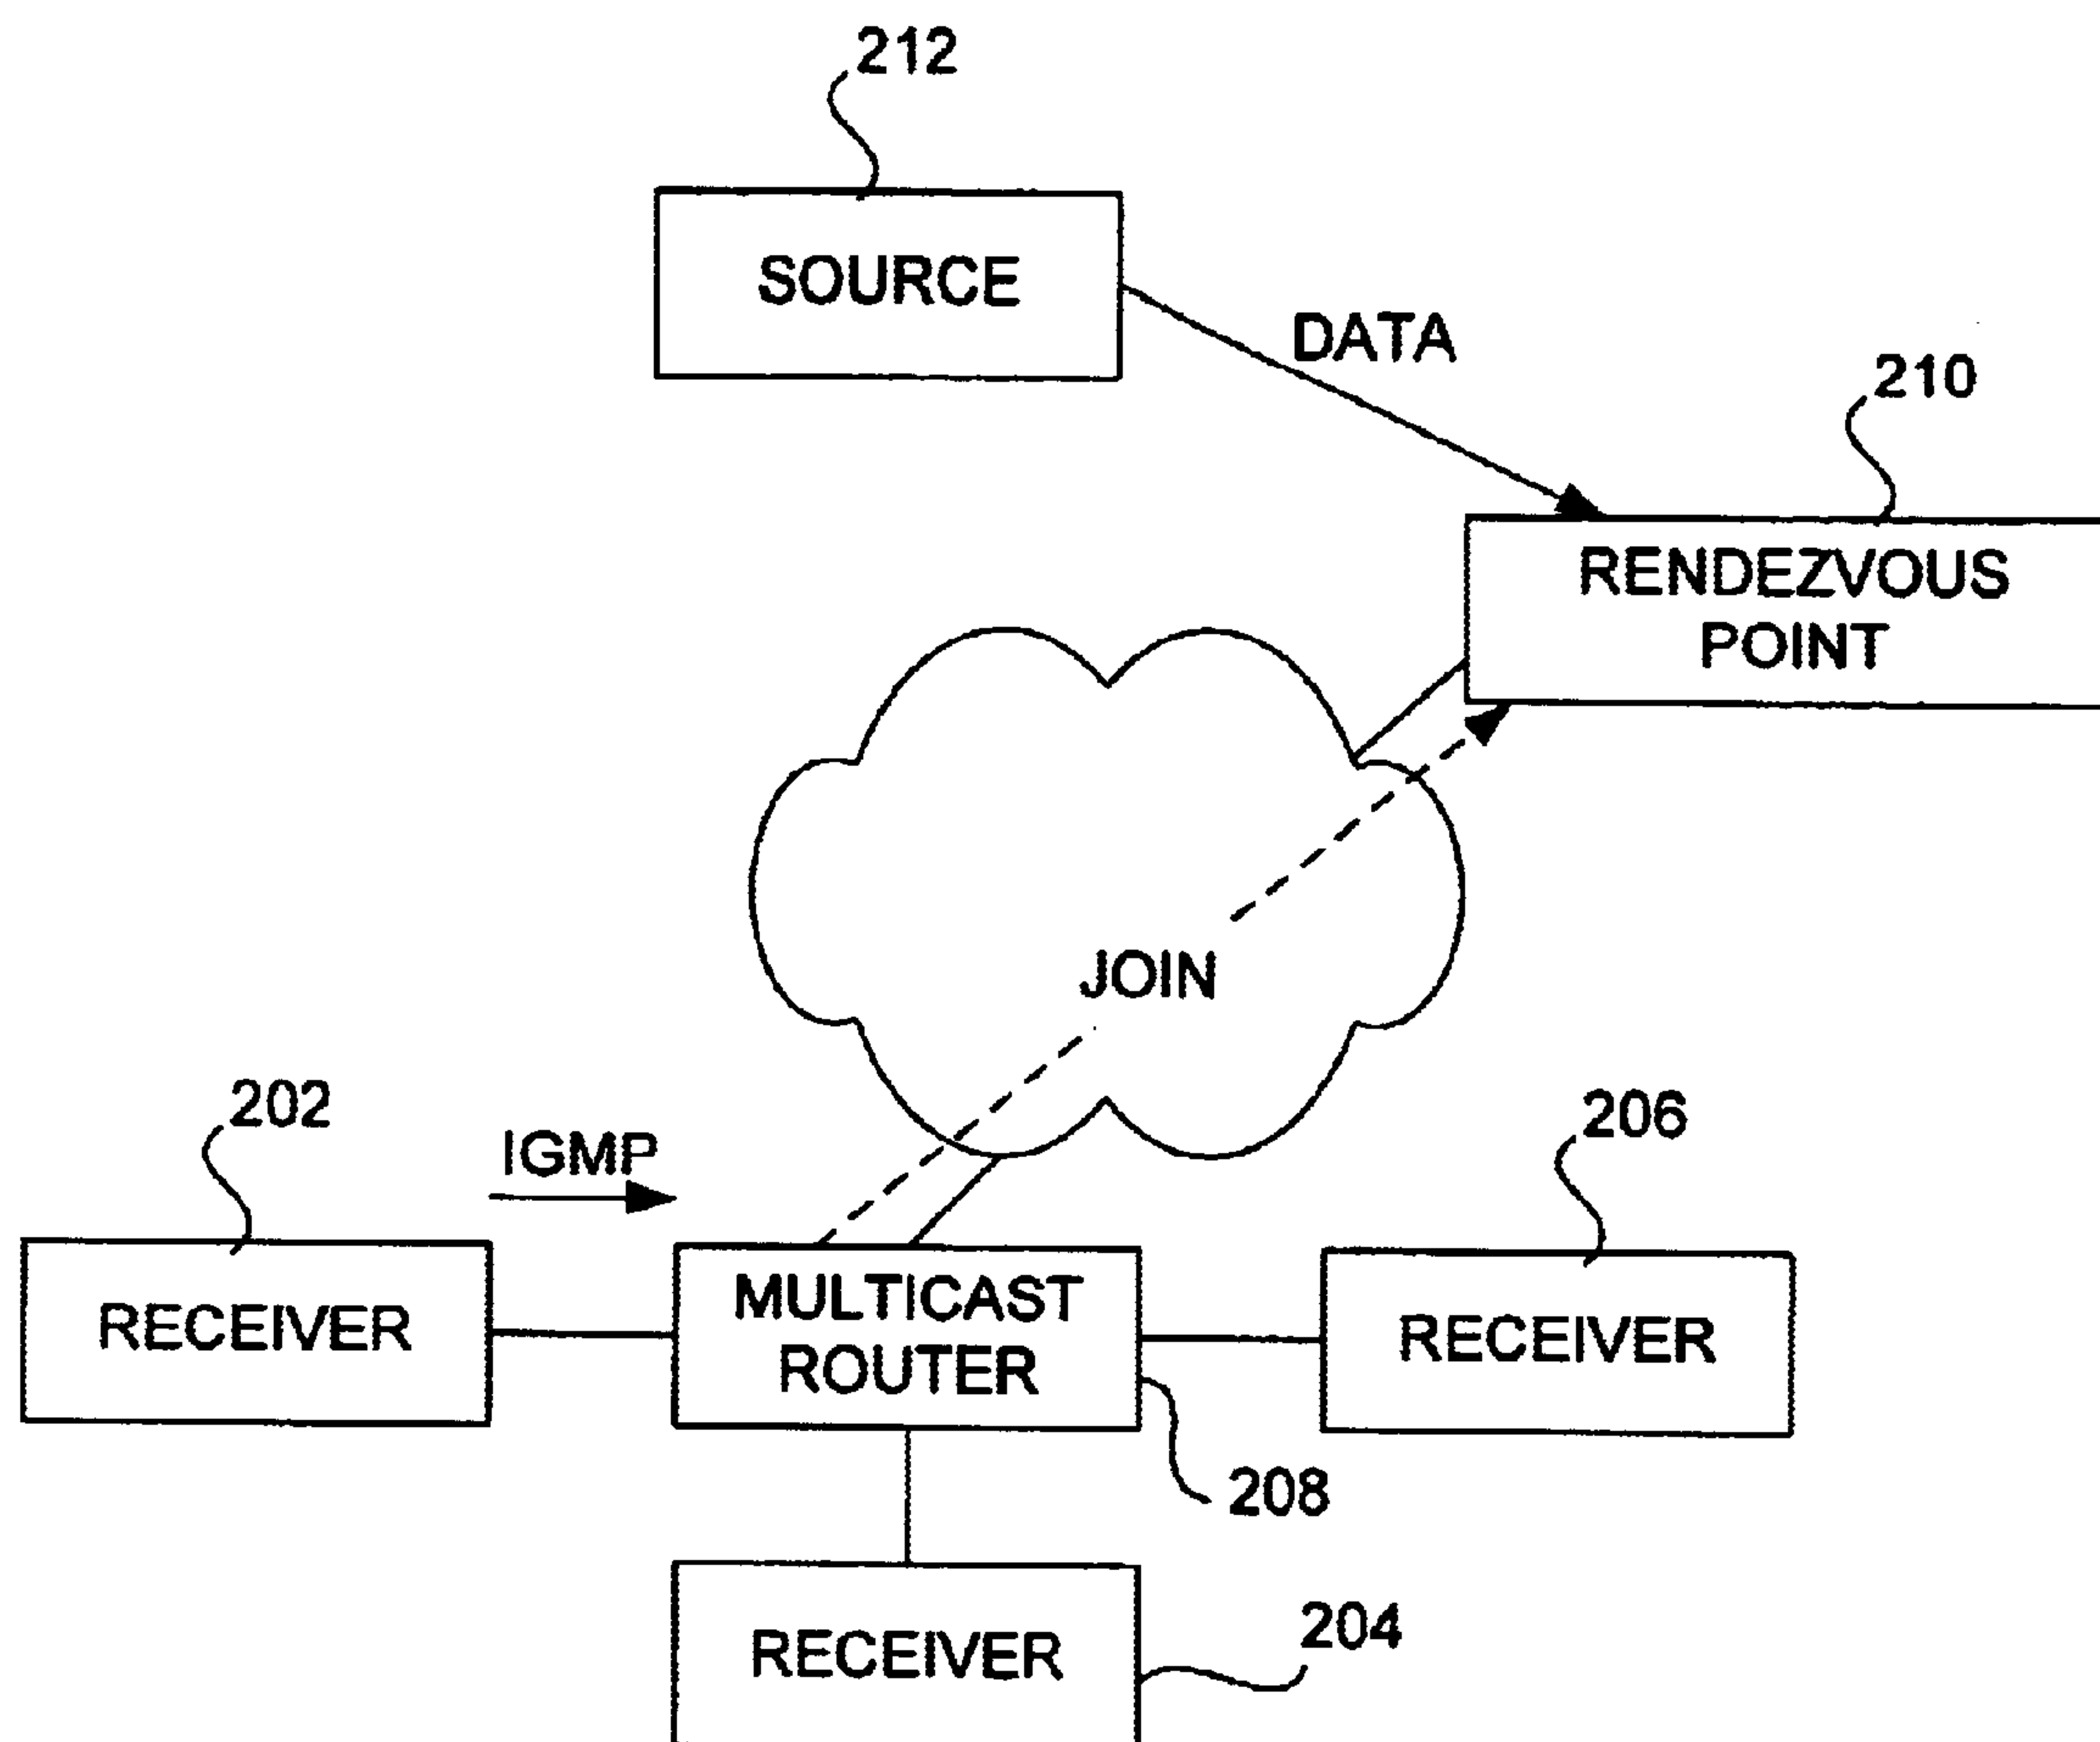 212
SOURCE
DATA
210
RENDEZVOUS
POINT
JOIN
202
IGMP
206
RECEIVER
MULTICAST
ROUTER
RECEIVER
208
RECEIVER
204